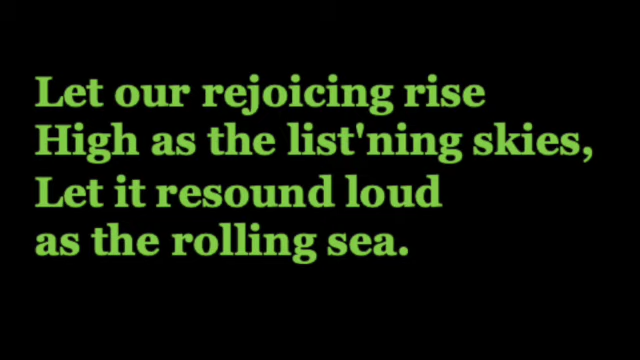 Let our rejoicing rise
High as the list'ning skies,
Let it resound loud
as the rolling sea.